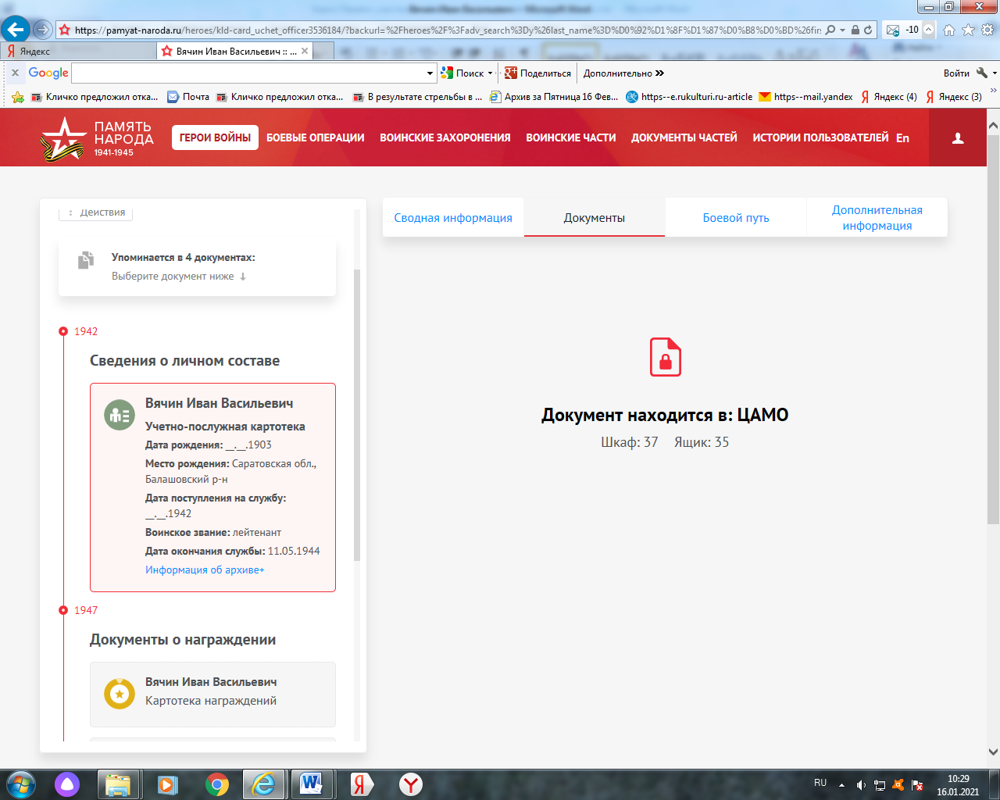 https://pamyat-naroda.ru/heroes/kld-card_uchet_officer3536184/?backurl=%2Fheroes%2F%3Fadv_search%3Dy%26last_name%3D%D0%92%D1%8F%D1%87%D0%B8%D0%BD%26firs
-10
Яндекс
Вячин Иван Васильевич :: ...
Google
Поиск
Поделиться
Дополнительно
Войти
Кличко предложил отка...
Почта
Кличко предложил отка...
В результате стрельбы в ...
Архив за Пятница 16 Фев...
https--e.rukulturi.ru-article
https--mail.yandex
Яндекс (4)
Яндекс (3)
ПАМЯТЬ
НАРОДА
1941-1945
ГЕРОИ ВОЙНЫ
БОЕВЫЕ ОПЕРАЦИИ
ВОИНСКИЕ ЗАХОРОНЕНИЯ
ВОИНСКИЕ ЧАСТИ
ДОКУМЕНТЫ ЧАСТЕЙ
ИСТОРИИ ПОЛЬЗОВАТЕЛЕЙ
En
Действия
Упоминается в 4 документах:
Выберите документ ниже ↓
1942
Сведения о личном составе
Вячин Иван Васильевич
Учетно-послужная картотека
Дата рождения: __.__.1903
Место рождения: Саратовская обл.,
Балашовский р-н
Дата поступления на службу:
__.__.1942
Воинское звание: лейтенант
Дата окончания службы: 11.05.1944
Информация об архиве+
1947
Документы о награждении
Вячин Иван Васильевич
Картотека награждений
Сводная информация
Документы
Боевой путь
Дополнительная
информация
Документ находится в: ЦАМО
Шкаф: 37 Ящик: 35
RU
10:29
16.01.2021